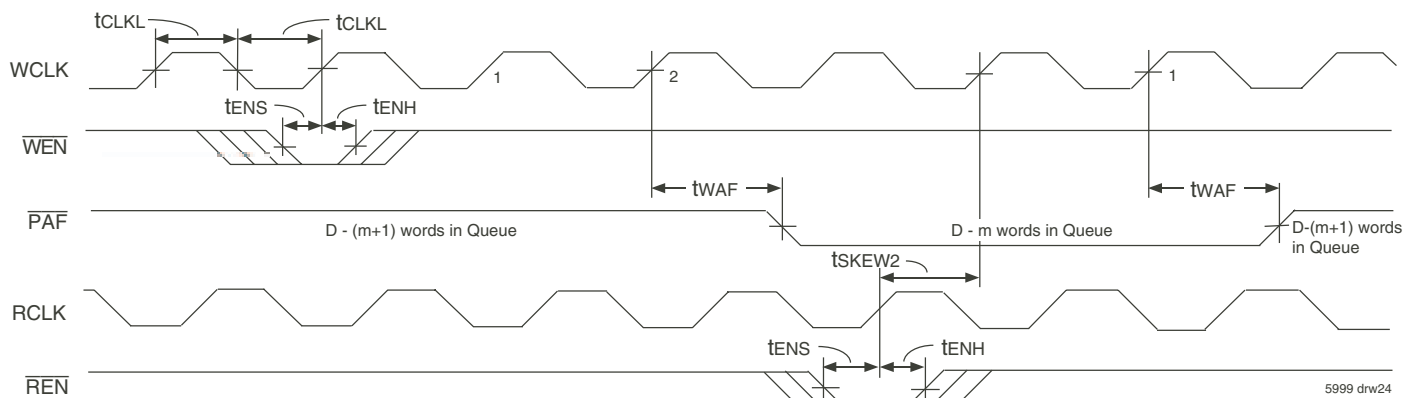 tCLKL
tCLKL
WCLK
1
2
1
tENS
tENH
WEN
tWAF
tWAF
PAF
D - (m+1) words in Queue
D - m words in Queue
D-(m+1) words
in Queue
tSKEW2
RCLK
tENS
tENH
REN
5999 drw24